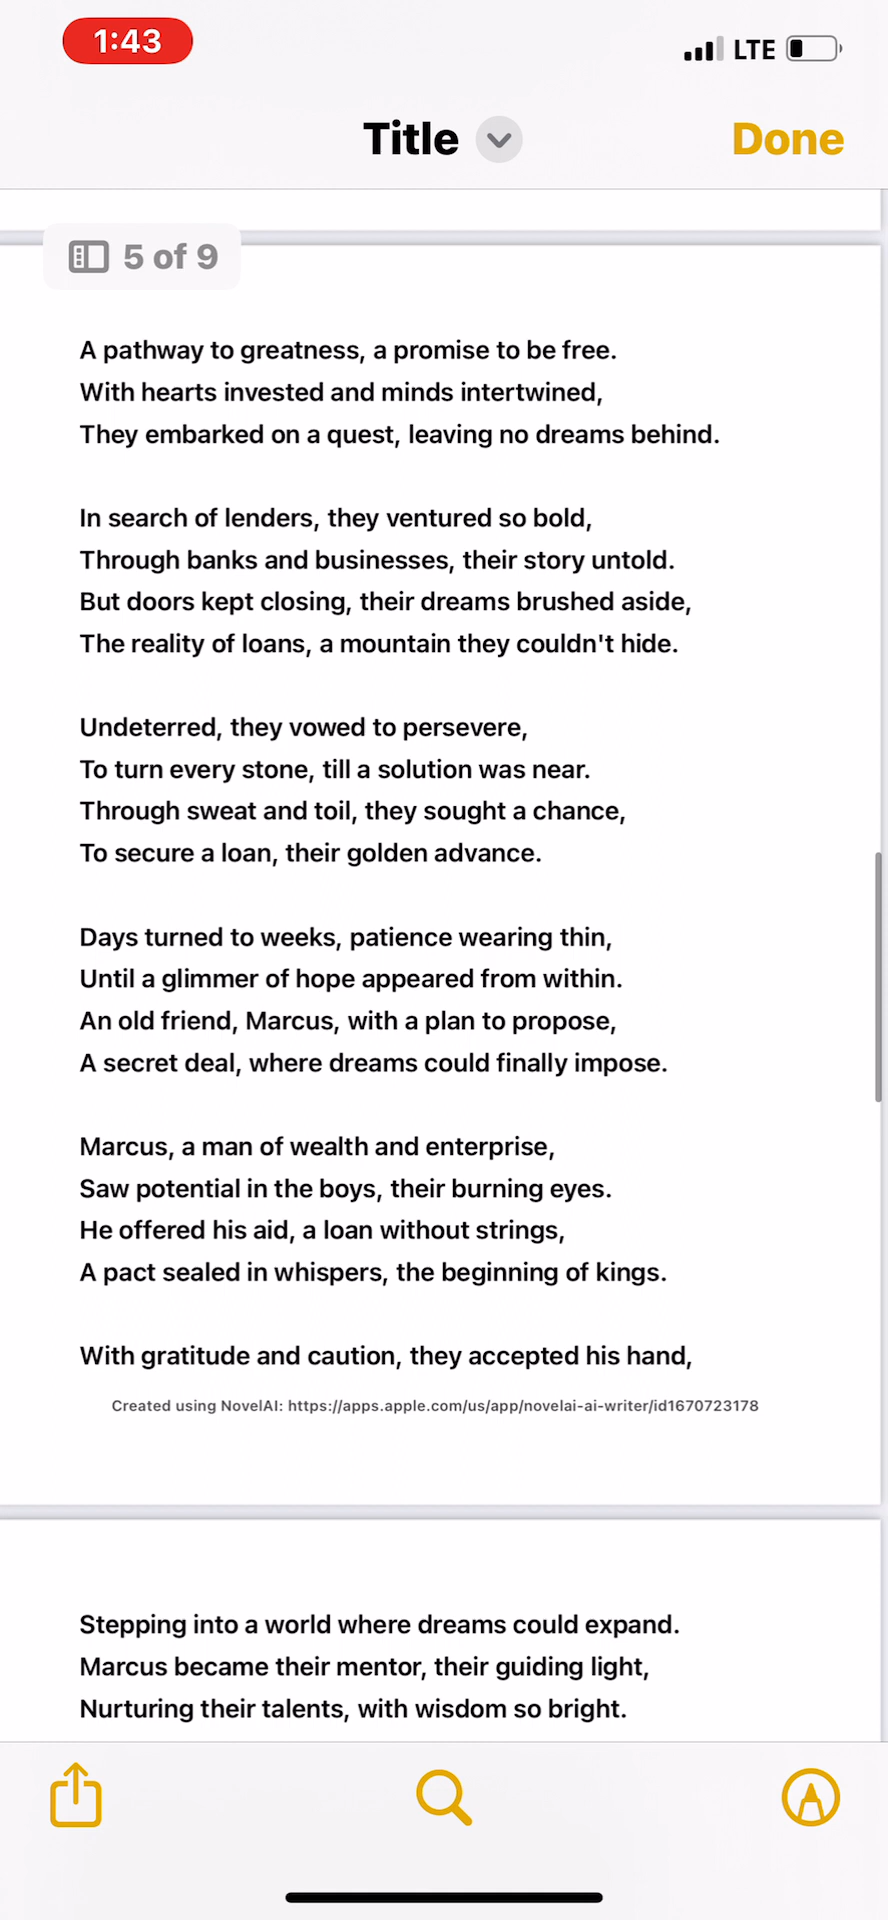 1:43
LTE
Title
Done
5 of 9
A pathway to greatness, a promise to be free.
With hearts invested and minds intertwined,
They embarked on a quest, leaving no dreams behind.
In search of lenders, they ventured so bold,
Through banks and businesses, their story untold.
But doors kept closing, their dreams brushed aside,
The reality of loans, a mountain they couldn't hide.
Undeterred, they vowed to persevere,
To turn every stone, till a solution was near.
Through sweat and toil, they sought a chance,
To secure a loan, their golden advance.
Days turned to weeks, patience wearing thin,
Until a glimmer of hope appeared from within.
An old friend, Marcus, with a plan to propose,
A secret deal, where dreams could finally impose.
Marcus, a man of wealth and enterprise,
Saw potential in the boys, their burning eyes.
He offered his aid, a loan without strings,
A pact sealed in whispers, the beginning of kings.
With gratitude and caution, they accepted his hand,
Created using NovelAI: https://apps.apple.com/us/app/novelai-ai-writer/id1670723178
Stepping into a world where dreams could expand.
Marcus became their mentor, their guiding light,
Nurturing their talents, with wisdom so bright.